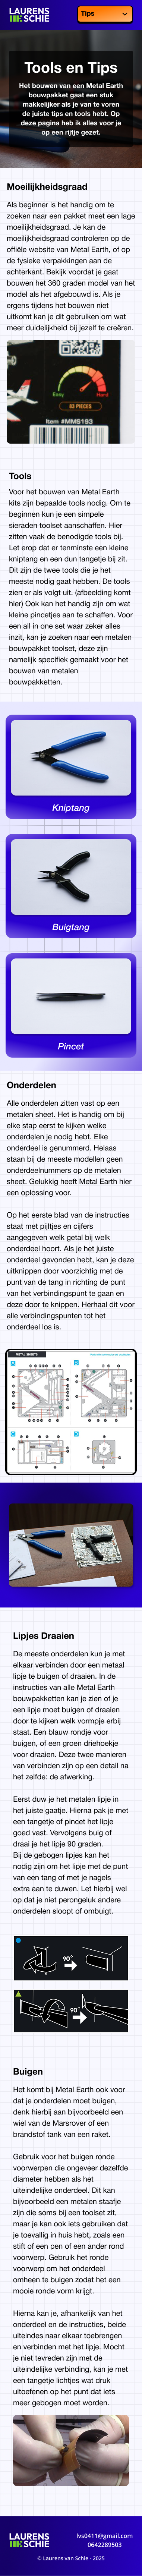 LAURENS
VAN SCHIE
Tips
Tools en Tips
Het bouwen van een Metal Earth
bouwpakket gaat een stuk
makkelijker als je van te voren
de juiste tips en tools hebt. Op
deze pagina heb ik alles voor je
op een rijtje gezet.
Moeilijkheidsgraad
Als beginner is het handig om te
zoeken naar een pakket met een lage
moeilijkheidsgraad. Je kan de
moeilijkheidsgraad controleren op de
offiële website van Metal Earth, of op
de fysieke verpakkingen aan de
achterkant. Bekijk voordat je gaat
bouwen het 360 graden model van het
model als het afgebouwd is. Als je
ergens tijdens het bouwen niet
uitkomt kan je dit gebruiken om wat
meer duidelijkheid bij jezelf te creëren.
Easy
Hard
83 PIECES
Item #MMS193
Tools
Voor het bouwen van Metal Earth
kits zijn bepaalde tools nodig. Om te
beginnen kun je een simpele
sieraden toolset aanschaffen. Hier
zitten vaak de benodigde tools bij.
Let erop dat er tenminste een kleine
kniptang en een dun tangetje bij zit.
Dit zijn de twee tools die je het
meeste nodig gaat hebben. De tools
zien er als volgt uit. (afbeelding komt
hier) Ook kan het handig zijn om wat
kleine pincetjes aan te schaffen. Voor
een all in one set waar zeker alles
inzit, kan je zoeken naar een metalen
bouwpakket toolset, deze zijn
namelijk specifiek gemaakt voor het
bouwen van metalen
bouwpakketten.
Kniptang
Buigtang
Pincet
Onderdelen
Alle onderdelen zitten vast op een
metalen sheet. Het is handig om bij
elke stap eerst te kijken welke
onderdelen je nodig hebt. Elke
onderdeel is genummerd. Helaas
staan bij de meeste modellen geen
onderdeelnummers op de metalen
sheet. Gelukkig heeft Metal Earth hier
een oplossing voor.
Op het eerste blad van de instructies
staat met pijltjes en cijfers
aangegeven welk getal bij welk
onderdeel hoort. Als je het juiste
onderdeel gevonden hebt, kan je deze
uitknippen door voorzichtig met de
punt van de tang in richting de punt
van het verbindingspunt te gaan en
deze door te knippen. Herhaal dit voor
alle verbindingspunten tot het
onderdeel los is.
METAL SHEETS
A
B
C
D
Lipjes Draaien
De meeste onderdelen kun je met
elkaar verbinden door een metaal
lipje te buigen of draaien. In de
instructies van alle Metal Earth
bouwpakketten kan je zien of je
een lipje moet buigen of draaien
door te kijken welk vormpje erbij
staat. Een blauw rondje voor
buigen, of een groen driehoekje
voor draaien. Deze twee manieren
van verbinden zijn op een detail na
het zelfde: de afwerking.
Eerst duw je het metalen lipje in
het juiste gaatje. Hierna pak je met
een tangetje of pincet het lipje
goed vast. Vervolgens buig of
draai je het lipje 90 graden.
Bij de gebogen lipjes kan het
nodig zijn om het lipje met de punt
van een tang of met je nagels
extra aan te duwen. Let hierbij wel
op dat je niet perongeluk andere
onderdelen sloopt of ombuigt.
90°
90°
Buigen
Het komt bij Metal Earth ook voor
dat je onderdelen moet buigen,
denk hierbij aan bijvoorbeeld een
wiel van de Marsrover of een
brandstof tank van een raket.
Gebruik voor het buigen ronde
voorwerpen die ongeveer dezelfde
diameter hebben als het
uiteindelijke onderdeel. Dit kan
bijvoorbeeld een metalen staafje
zijn die soms bij een toolset zit,
maar je kan ook iets gebruiken dat
je toevallig in huis hebt, zoals een
stift of een pen of een ander rond
voorwerp. Gebruik het ronde
voorwerp om het onderdeel
omheen te buigen zodat het een
mooie ronde vorm krijgt.
Hierna kan je, afhankelijk van het
onderdeel en de instructies, beide
uiteindes naar elkaar toebrengen
en verbinden met het lipje. Mocht
je niet tevreden zijn met de
uiteindelijke verbinding, kan je met
een tangetje lichtjes wat druk
uitoefenen op het punt dat iets
meer gebogen moet worden.
LAURENS
VAN SCHIE
lvs0411@gmail.com
0642289503
© Laurens van Schie - 2025